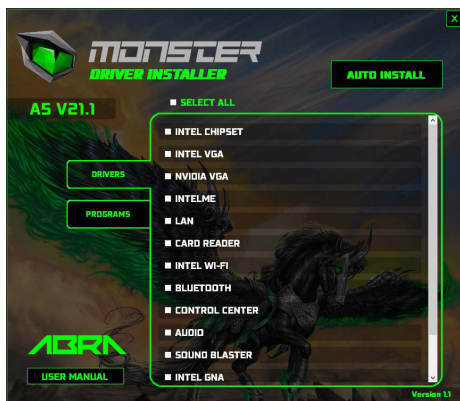 X
MONSTER
DRIVER INSTALLER
AUTO INSTALL
A5 V21.1
SELECT ALL
DRIVERS
PROGRAMS
INTEL CHIPSET
INTEL VGA
NVIDIA VGA
INTELME
LAN
CARD READER
INTEL WI-FI
BLUETOOTH
CONTROL CENTER
AUDIO
SOUND BLASTER
INTEL GNA
ABRA
USER MANUAL
Version 1.1